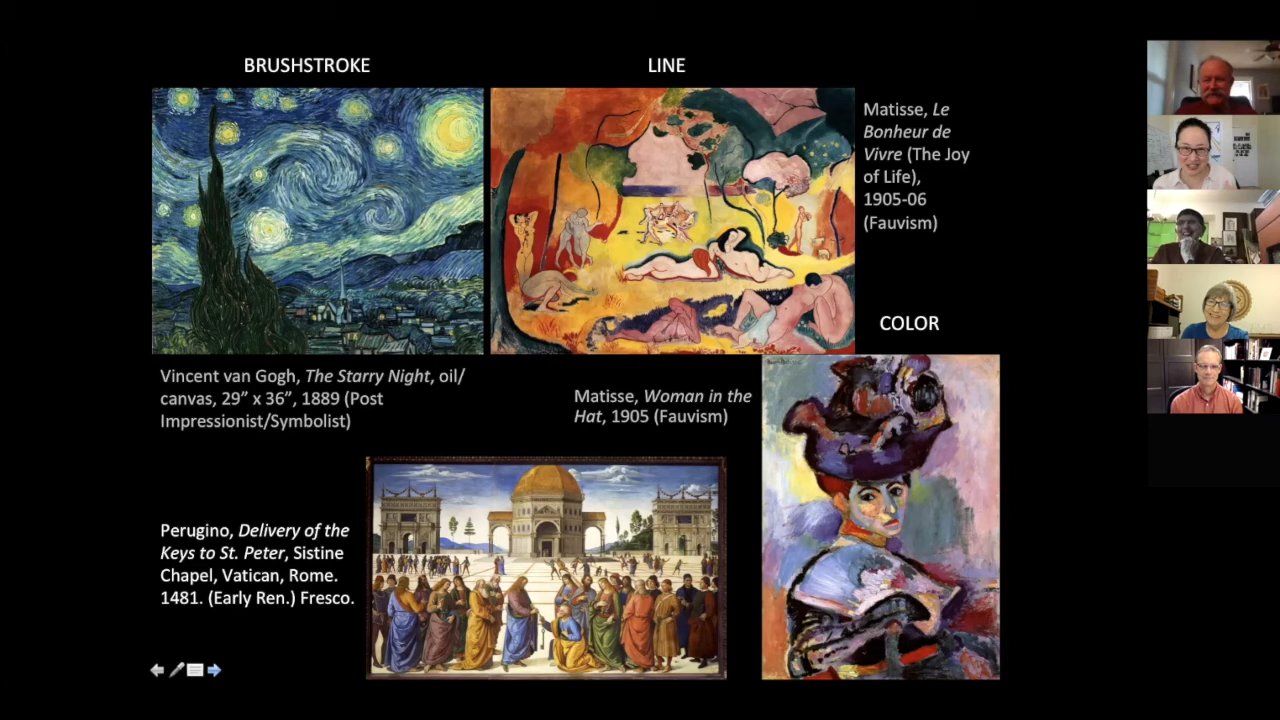 BRUSHSTROKE
LINE
Matisse, Le
Bonheur de
Vivre (The Joy
of Life),
1905-06
(Fauvism)
COLOR
Vincent van Gogh, The Starry Night, oil/
canvas, 29” x 36”, 1889 (Post
Impressionist/Symbolist)
Matisse, Woman in the
Hat, 1905 (Fauvism)
Perugino, Delivery of the
Keys to St. Peter, Sistine
Chapel, Vatican, Rome.
1481. (Early Ren.) Fresco.